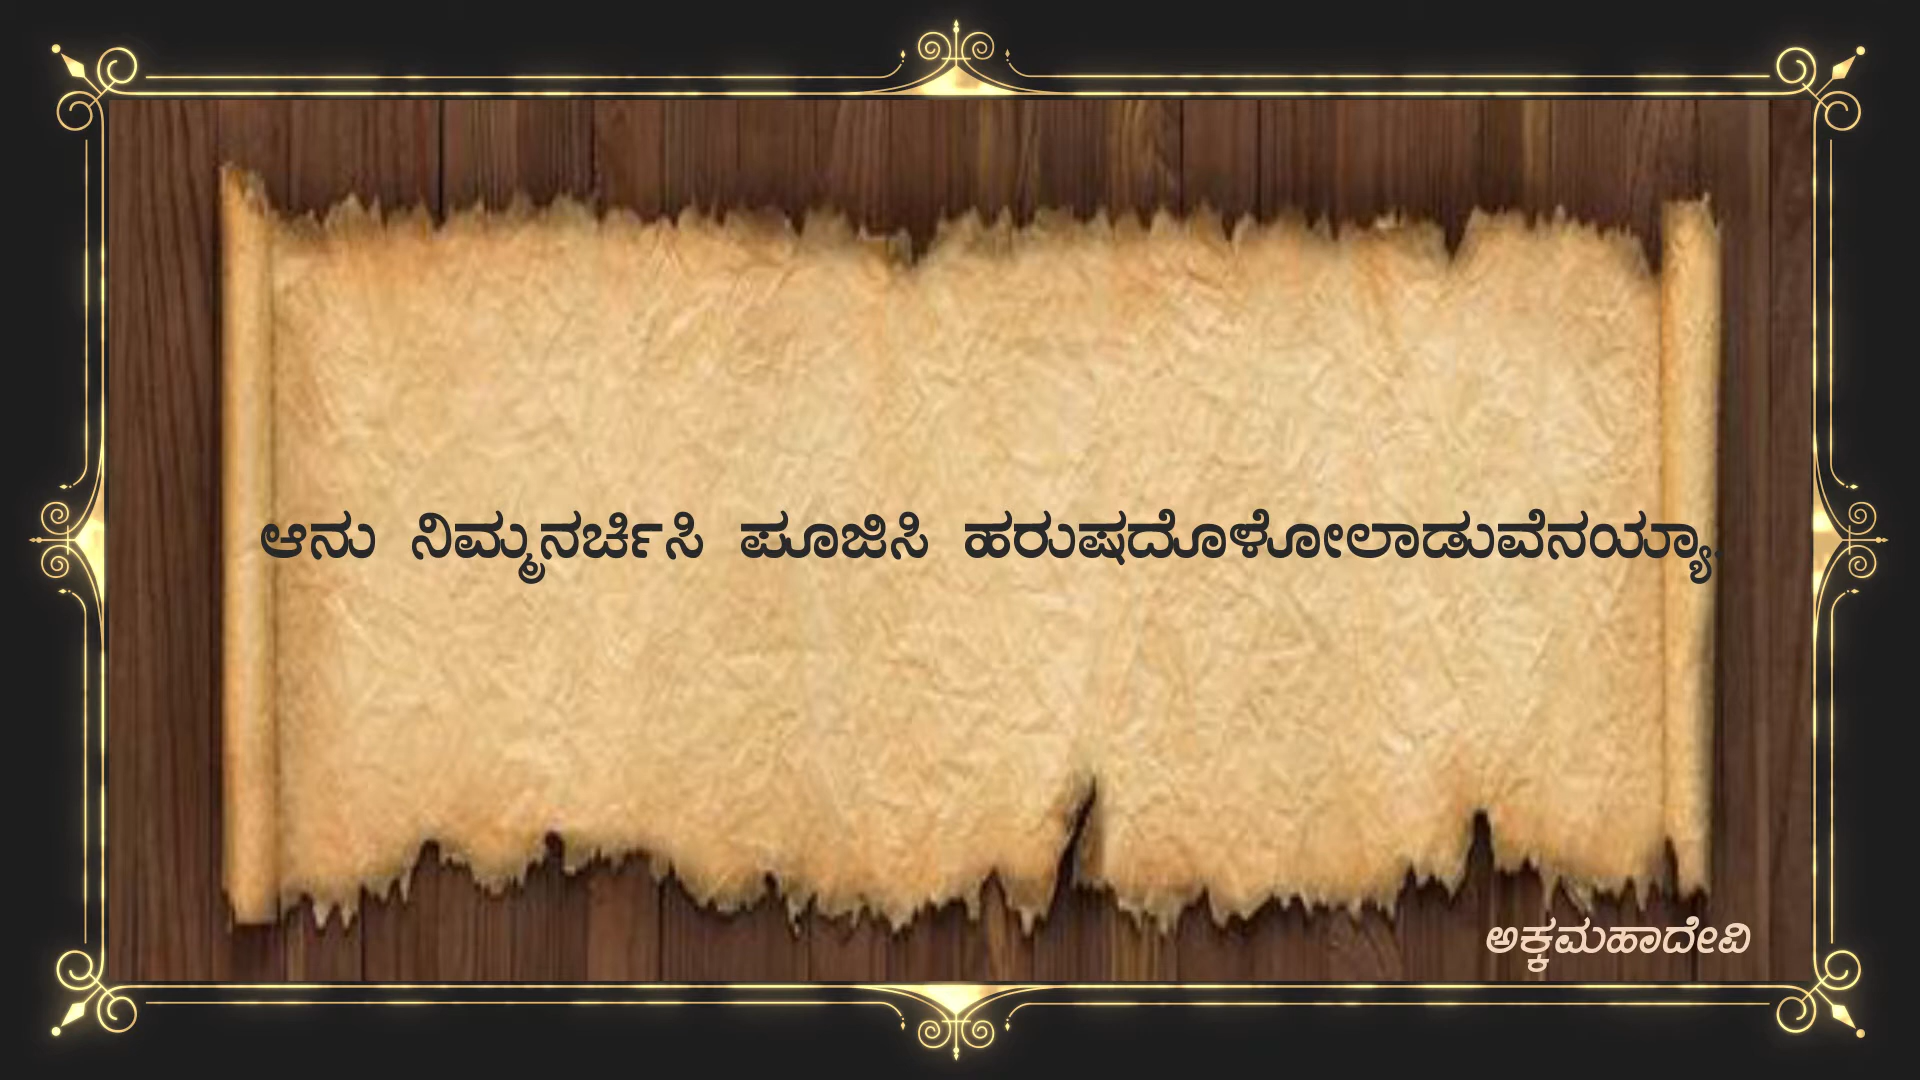 ಆನು ನಿಮ್ಮನರ್ಚಿಸಿ ಪೂಜಿಸಿ ಹರುಷದೊಳೋಲಾಡುವೆನಯ್ಯಾ.
ಅಕ್ಕಮಹಾದೇವಿ